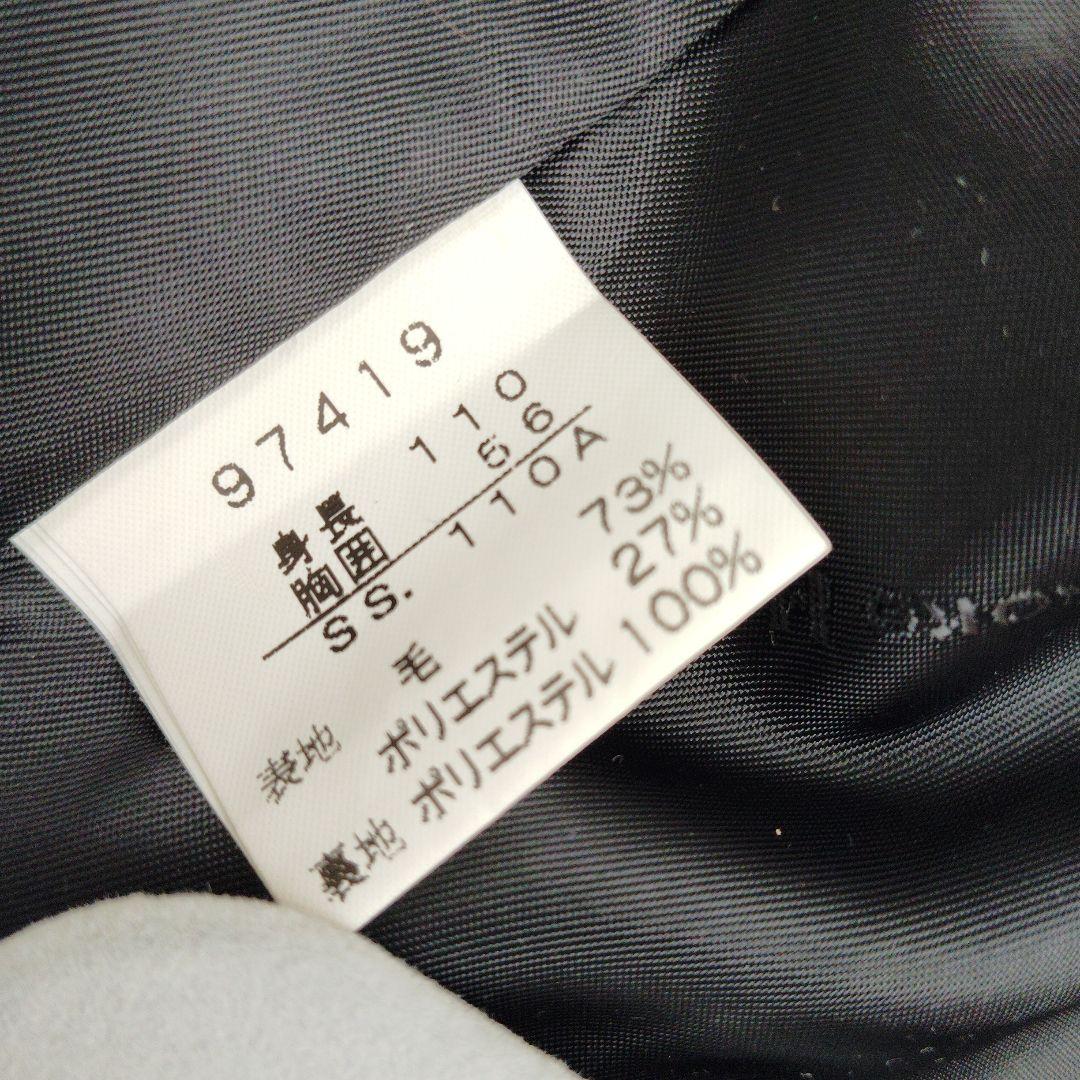 97419
身長 110
胸囲 56
SS. 110A
表地 毛 73%
ポリエステル 27%
裏地 ポリエステル 100%